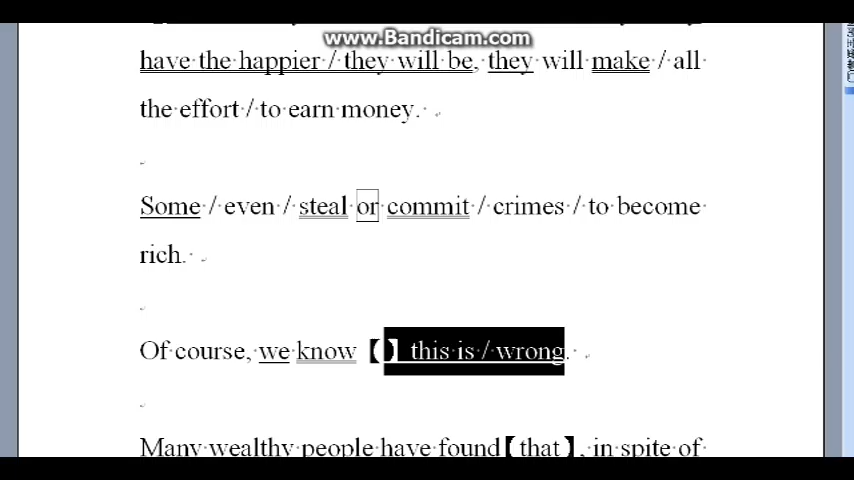 www.Bandicam.com
have the happier / they will be, they will make / all
the effort / to earn money.
Some / even / steal or commit / crimes / to become
rich.
Of course, we know 【】 this is / wrong.
Many wealthy people have found【that】, in spite of